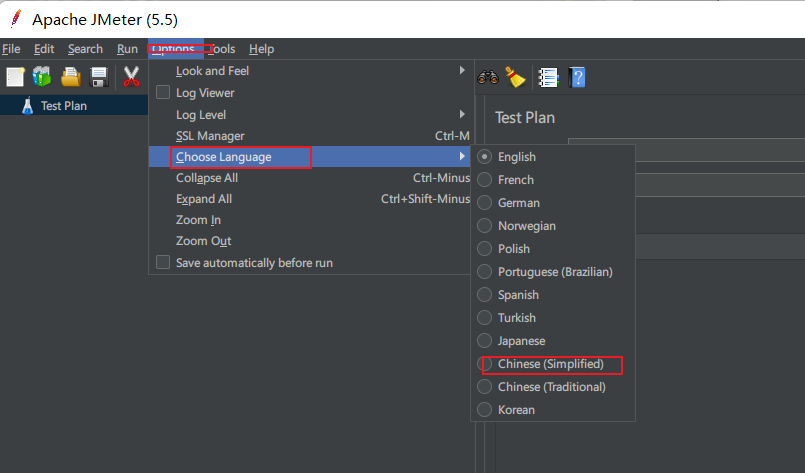 Apache JMeter (5.5)
File Edit Search Run Options Tools Help
Look and Feel
Log Viewer
Test Plan
Log Level
Test Plan
SSL Manager Ctrl-M
Choose Language
English
Collapse All Ctrl-Minus
French
Expand All Ctrl+Shift-Minus
German
Zoom In
Norwegian
Zoom Out
Polish
Save automatically before run
Portuguese (Brazilian)
Spanish
Turkish
Japanese
Chinese (Simplified)
Chinese (Traditional)
Korean